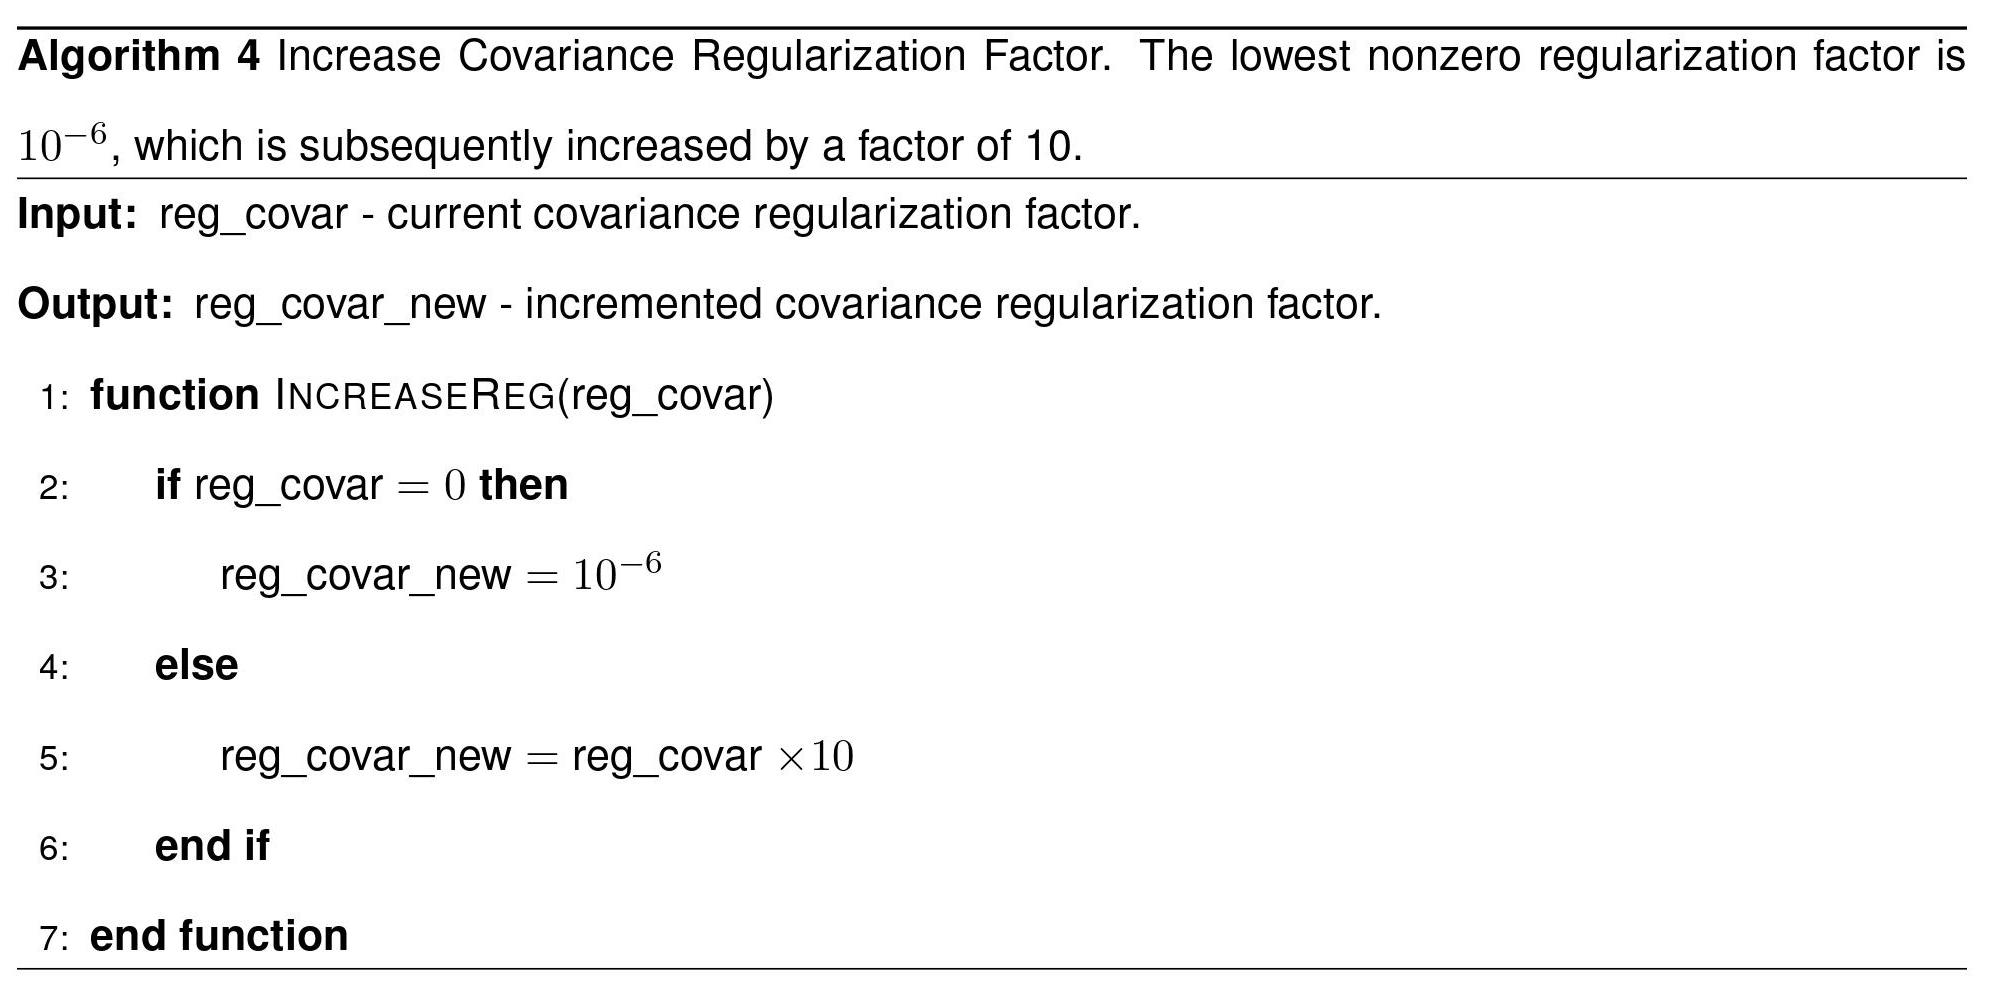 Algorithm 4 Increase Covariance Regularization Factor. The lowest nonzero regularization factor is
10⁻⁶, which is subsequently increased by a factor of 10.
Input: reg_covar - current covariance regularization factor.
Output: reg_covar_new - incremented covariance regularization factor.
1: function INCREASEREG(reg_covar)
2: if reg_covar = 0 then
3: reg_covar_new = 10⁻⁶
4: else
5: reg_covar_new = reg_covar ×10
6: end if
7: end function